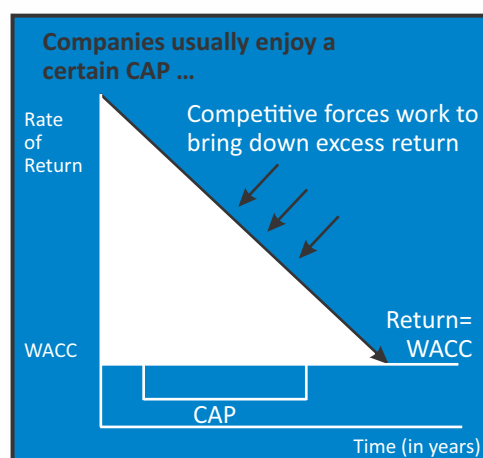 Companies usually enjoy a
certain CAP ...
Rate
of
Return
Competitive forces work to
bring down excess return
Return=
WACC
WACC
CAP
Time (in years)